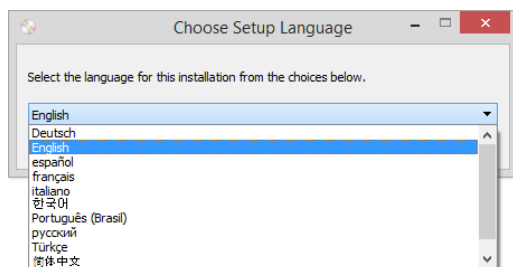 Choose Setup Language
Select the language for this installation from the choices below.
English
Deutsch
English
español
français
italiano
한국어
Português (Brasil)
русский
Türkçe
简体中文